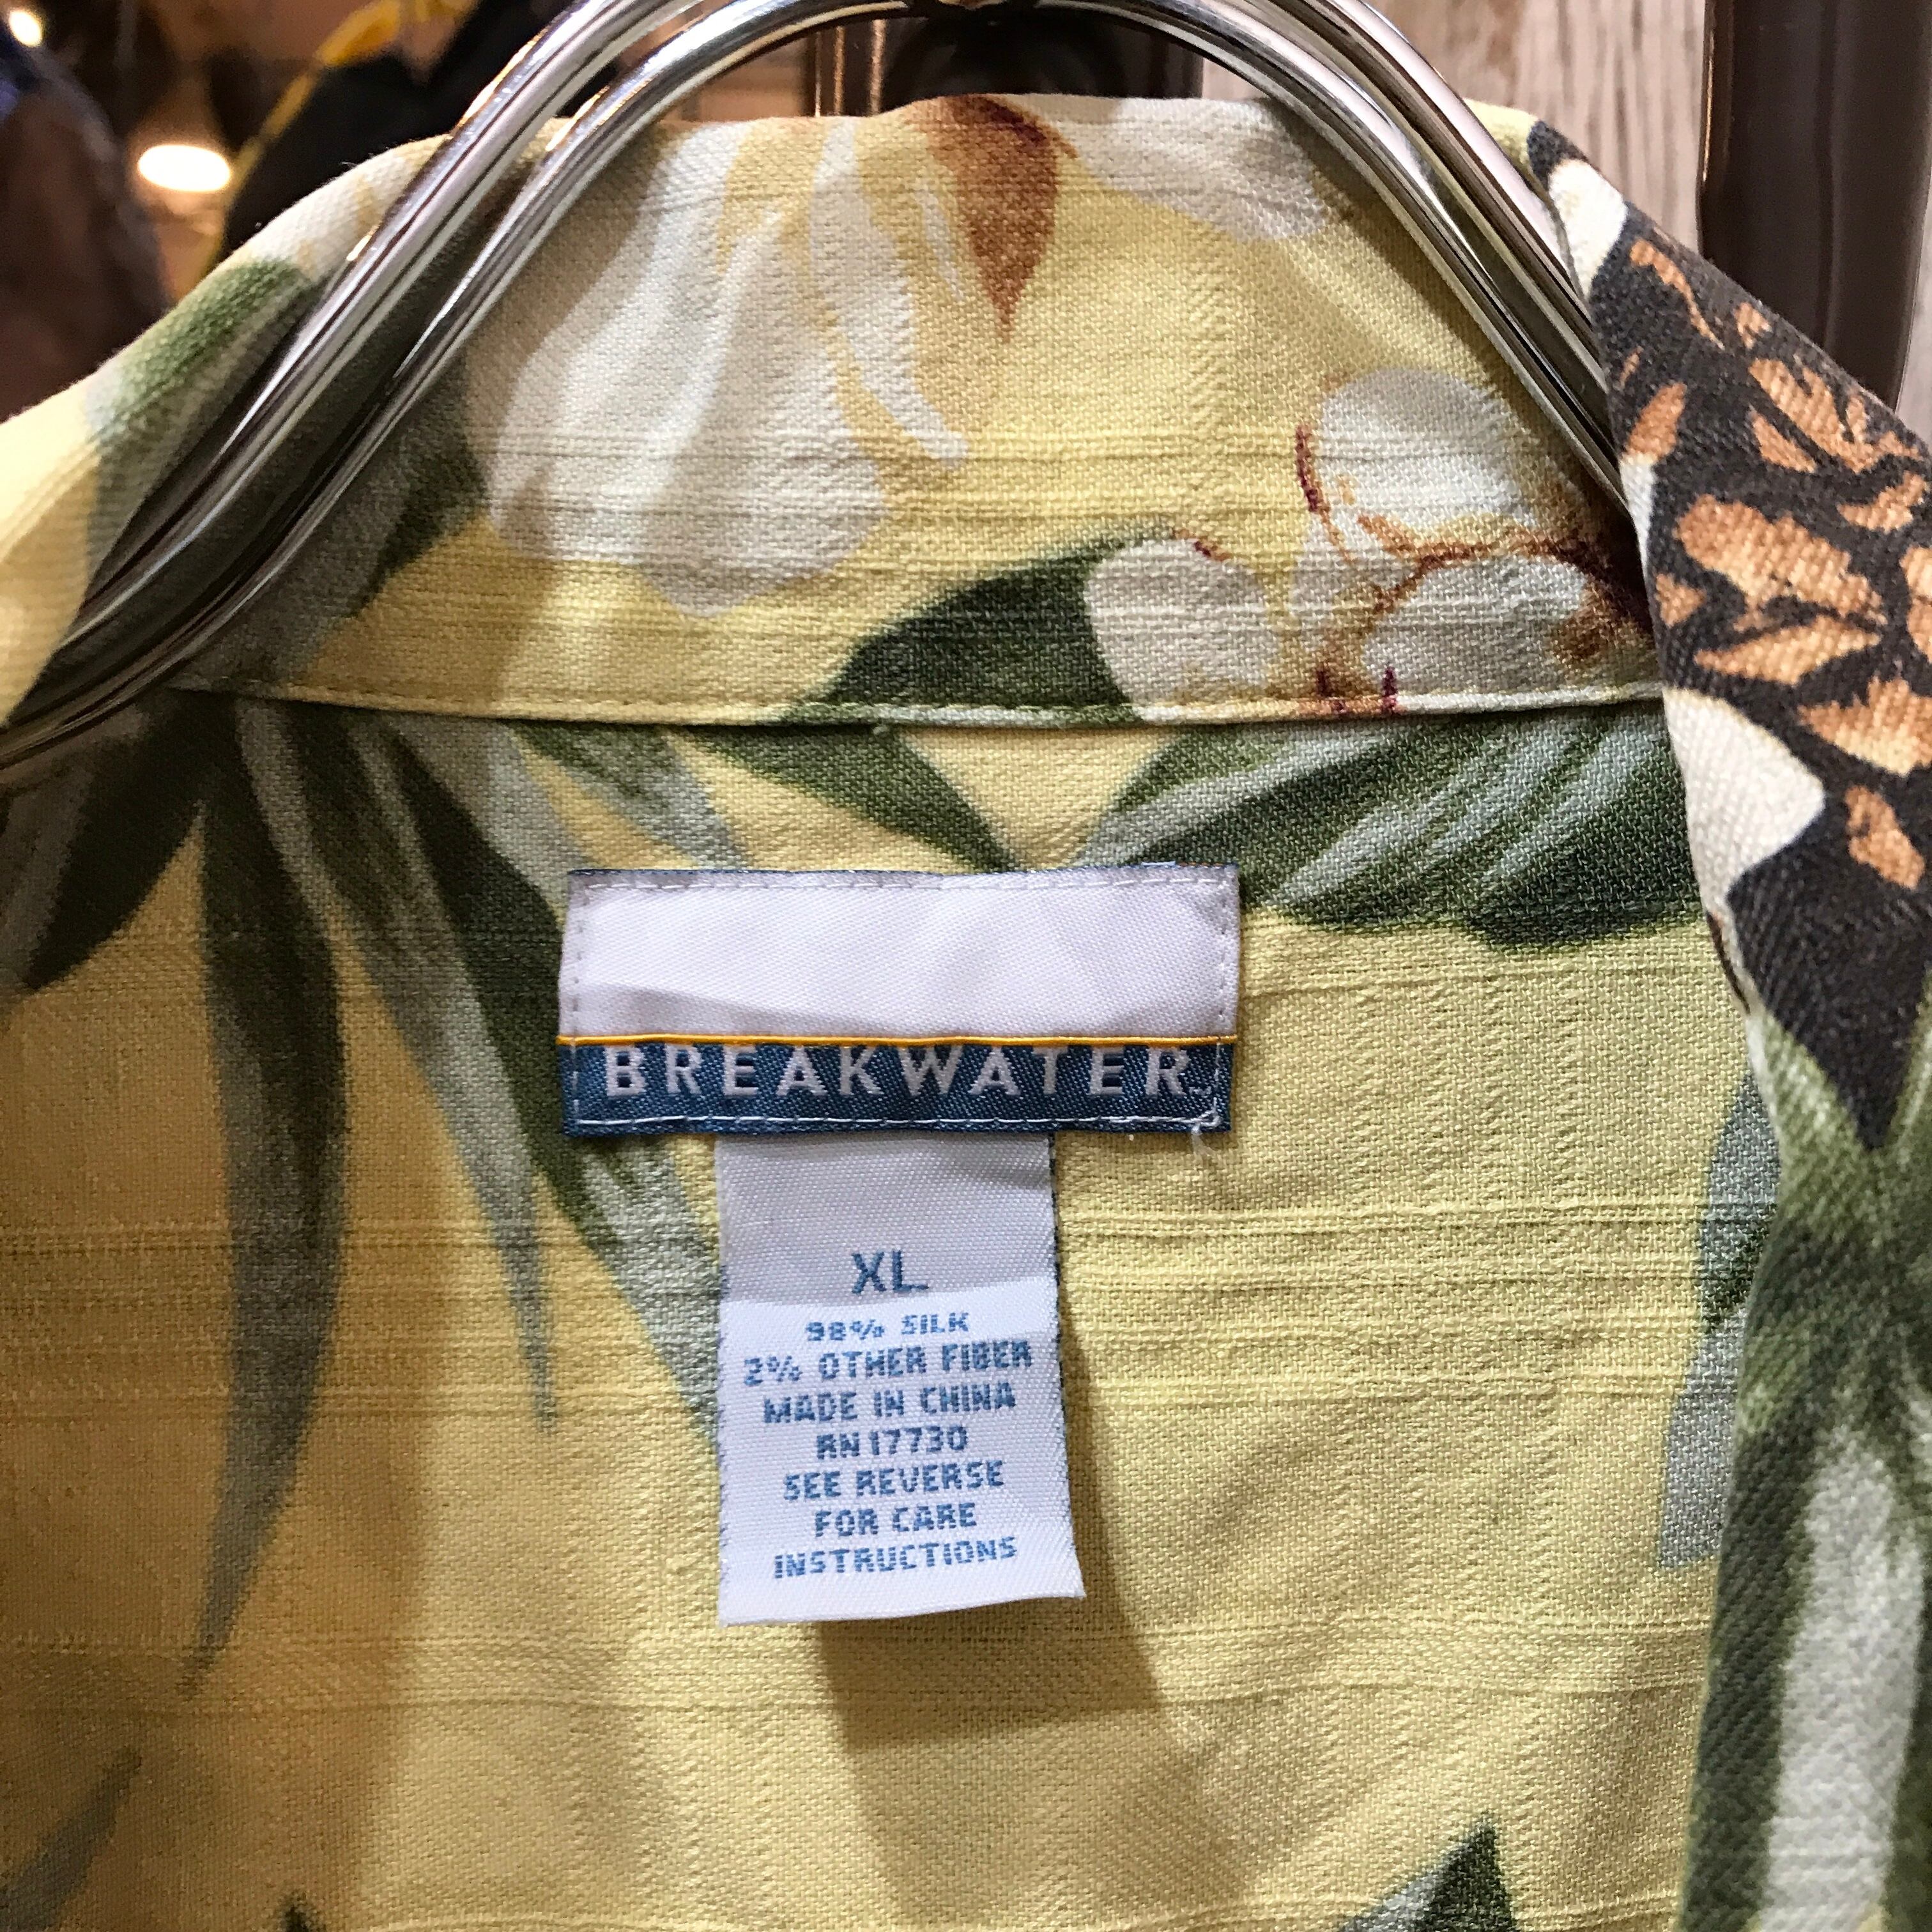 BREAKWATER
XL
98% SILK
2% OTHER FIBER
MADE IN CHINA
RN 17730
SEE REVERSE
FOR CARE
INSTRUCTIONS